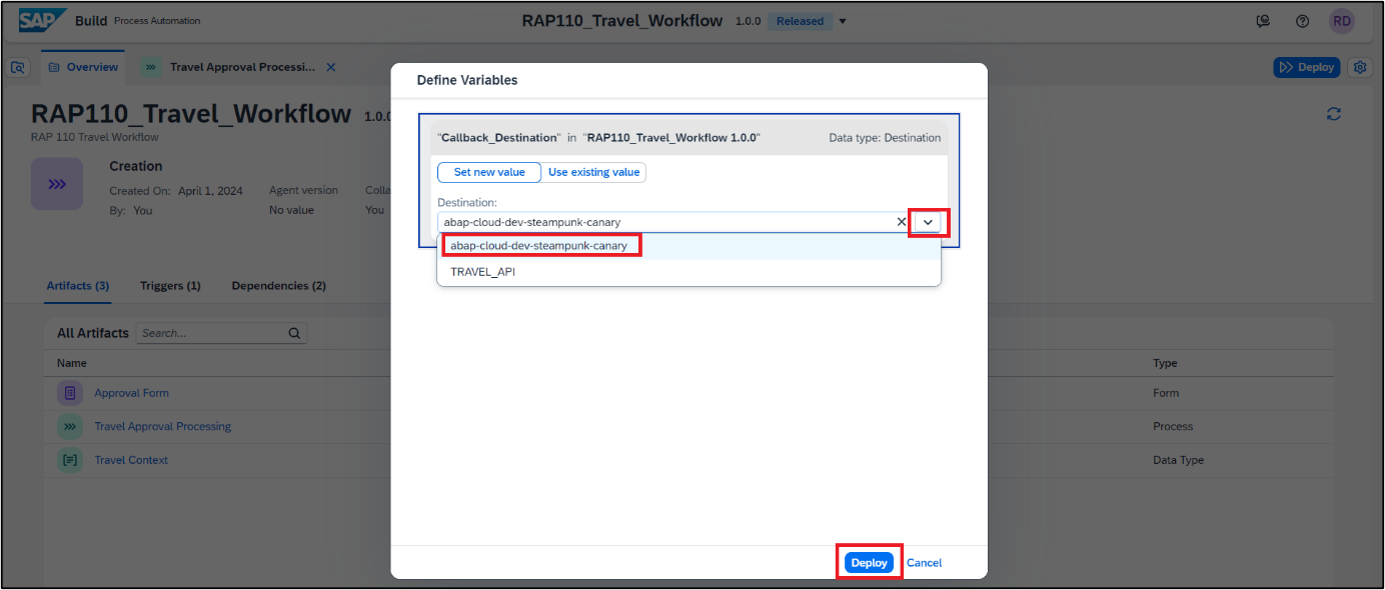 SAP Build Process Automation
RAP110_Travel_Workflow 1.0.0 Released
RD
Overview
Travel Approval Processi...
Deploy
RAP110_Travel_Workflow 1.0.0
RAP 110 Travel Workflow
Creation
Created On: April 1, 2024
By: You
Agent version
No value
Colla
You
Artifacts (3) Triggers (1) Dependencies (2)
All Artifacts Search...
Name Type
Approval Form Form
Travel Approval Processing Process
Travel Context Data Type
Define Variables
"Callback_Destination" in "RAP110_Travel_Workflow 1.0.0" Data type: Destination
Set new value Use existing value
Destination:
abap-cloud-dev-steampunk-canary
abap-cloud-dev-steampunk-canary
TRAVEL_API
Deploy Cancel